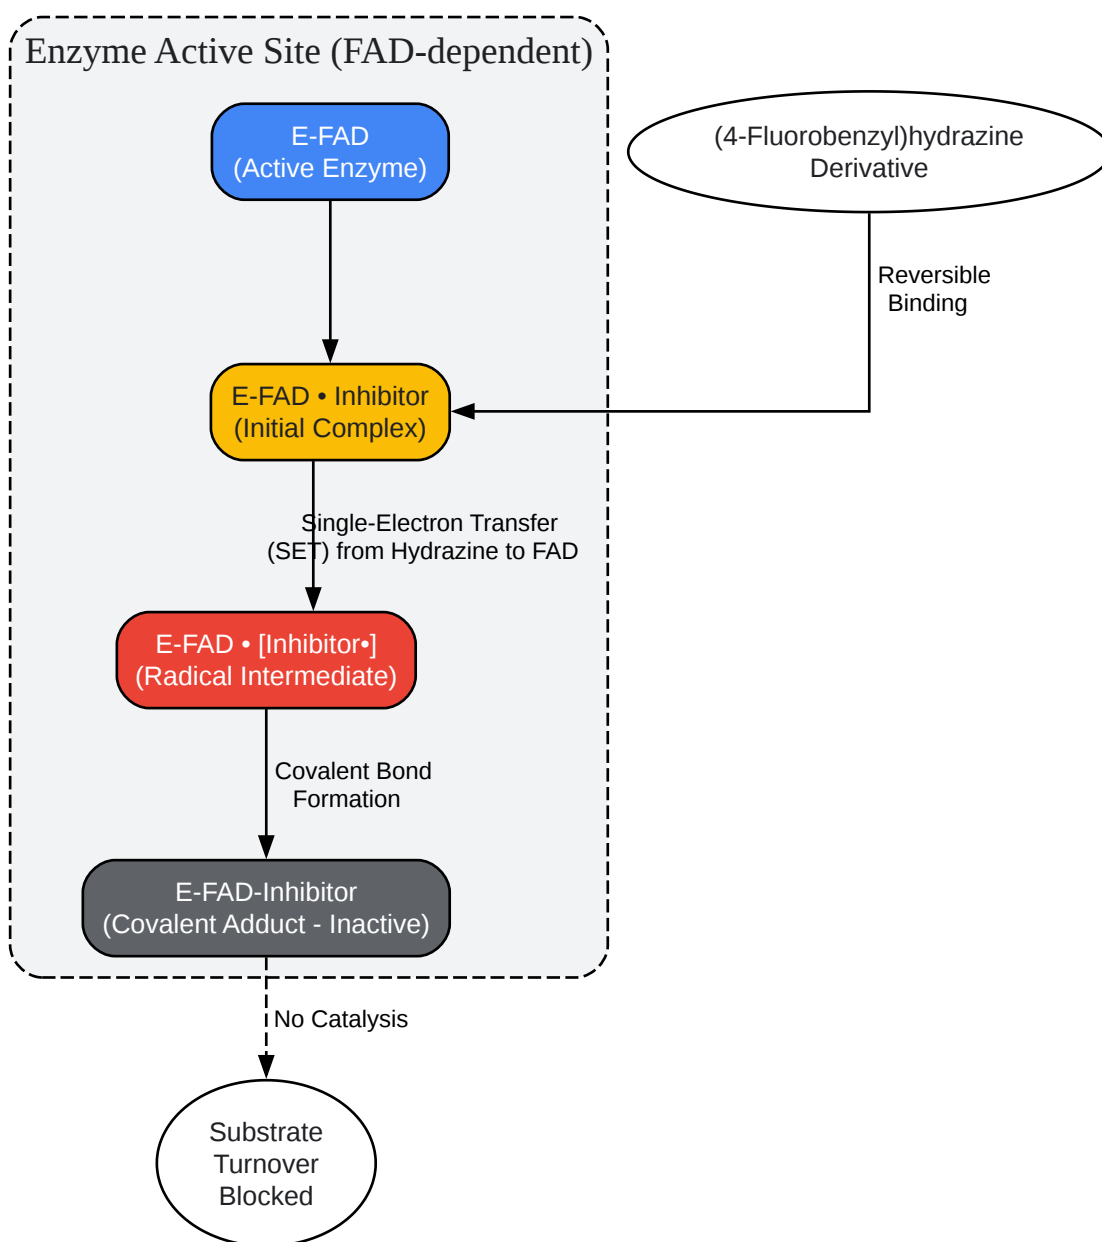 Enzyme Active Site (FAD-dependent)
E-FAD
(Active Enzyme)
(4-Fluorobenzyl)hydrazine
Derivative
Reversible
Binding
E-FAD • Inhibitor
(Initial Complex)
Single-Electron Transfer
(SET) from Hydrazine to FAD
E-FAD • [Inhibitor•]
(Radical Intermediate)
Covalent Bond
Formation
E-FAD-Inhibitor
(Covalent Adduct - Inactive)
No Catalysis
Substrate
Turnover
Blocked